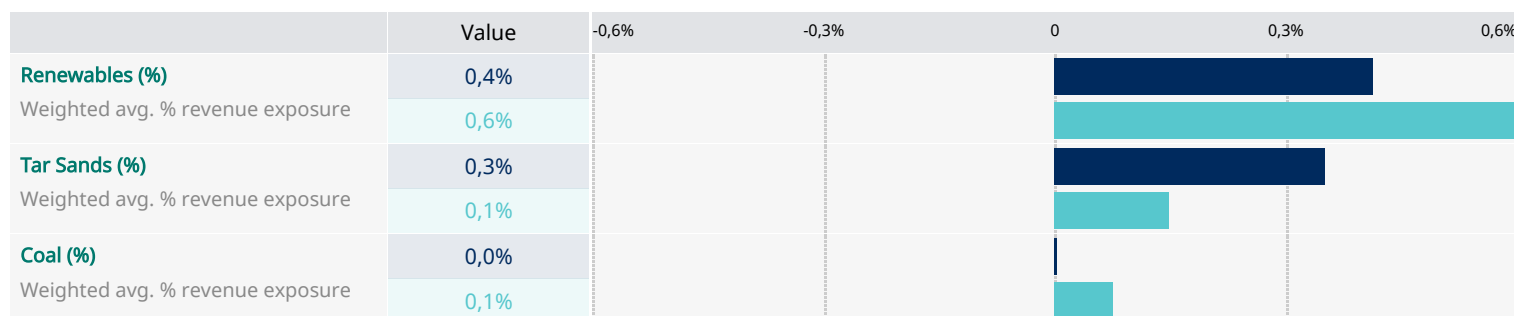 Value -0,6% -0,3% 0 0,3% 0,6%
Renewables (%) 0,4%
Weighted avg. % revenue exposure 0,6%
Tar Sands (%) 0,3%
Weighted avg. % revenue exposure 0,1%
Coal (%) 0,0%
Weighted avg. % revenue exposure 0,1%